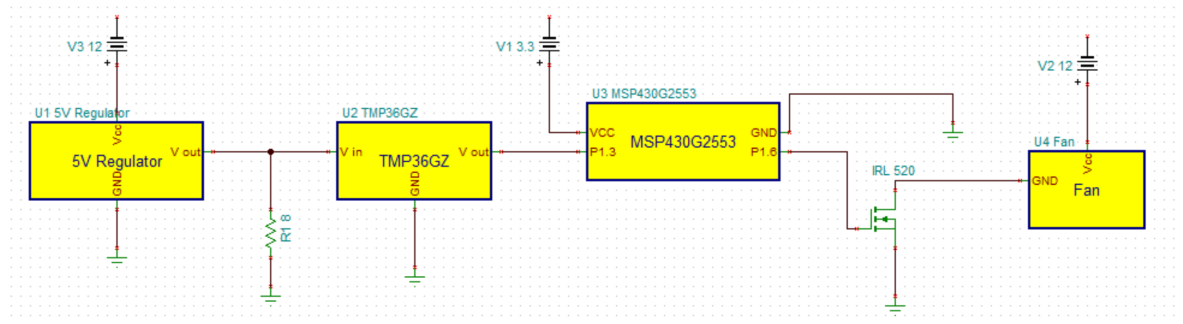 V3 12
+
U1 5V Regulator
Vcc
5V Regulator
V out
GND
R1 8
U2 TMP36GZ
V in
TMP36GZ
V out
GND
V1 3.3
+
U3 MSP430G2553
VCC
P1.3
MSP430G2553
GND
P1.6
IRL 520
V2 12
+
U4 Fan
Vcc
GND
Fan